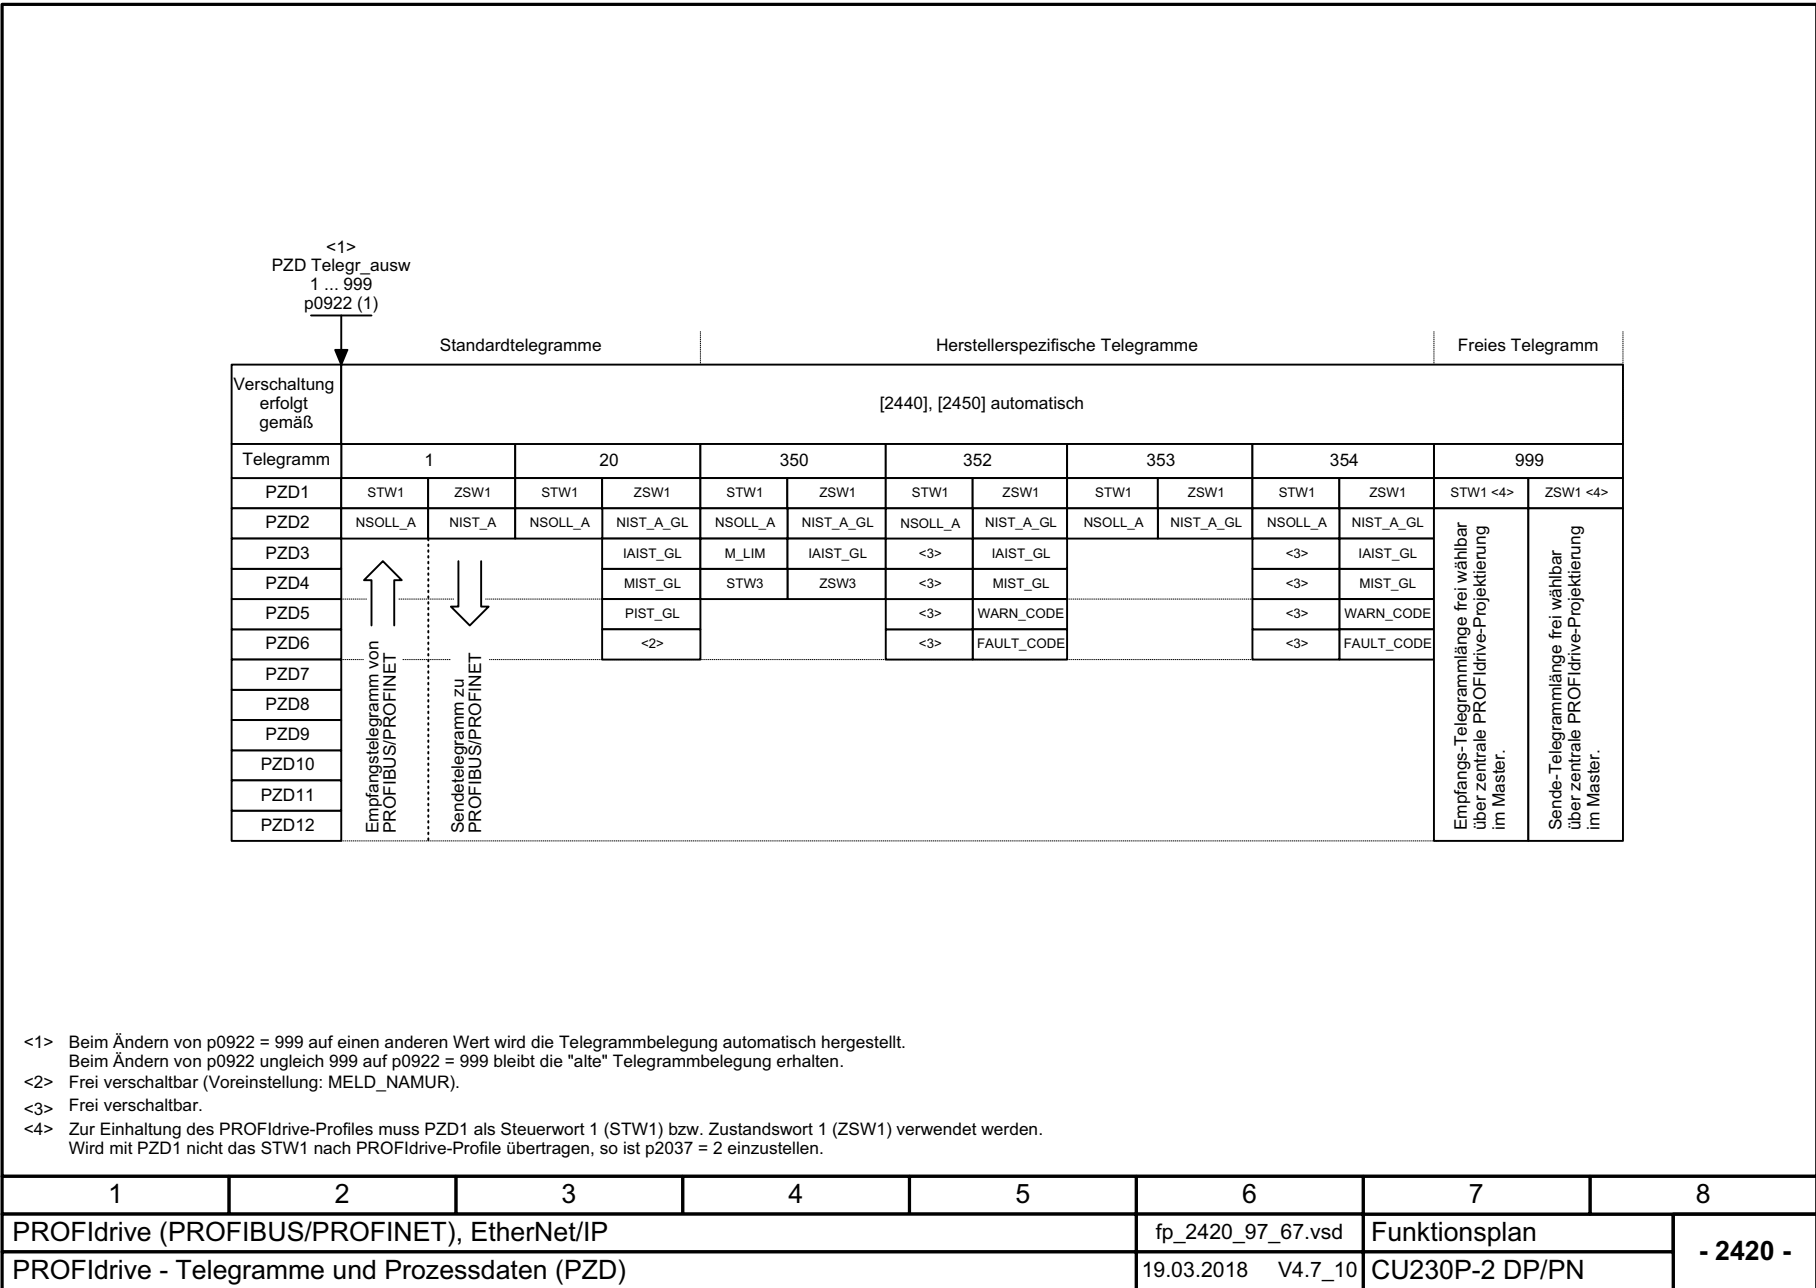 <1>
PZD Telegr_ausw
1 ... 999
p0922 (1)
Standardtelegramme Herstellerspezifische Telegramme Freies Telegramm
Verschaltung
erfolgt
gemäß
[2440], [2450] automatisch
Telegramm 1 20 350 352 353 354 999
PZD1 STW1 ZSW1 STW1 ZSW1 STW1 ZSW1 STW1 ZSW1 STW1 ZSW1 STW1 ZSW1 STW1 <4> ZSW1 <4>
PZD2 NSOLL_A NIST_A NSOLL_A NIST_A_GL NSOLL_A NIST_A_GL NSOLL_A NIST_A_GL NSOLL_A NIST_A_GL NSOLL_A NIST_A_GL
PZD3 IAIST_GL M_LIM IAIST_GL <3> IAIST_GL <3> IAIST_GL
PZD4 MIST_GL STW3 ZSW3 <3> MIST_GL <3> MIST_GL
PZD5 PIST_GL <3> WARN_CODE <3> WARN_CODE
PZD6 <2> <3> FAULT_CODE <3> FAULT_CODE
PZD7
PZD8
PZD9
PZD10
PZD11
PZD12
Empfangstelegramm von
PROFIBUS/PROFINET
Sendetelegramm zu
PROFIBUS/PROFINET
Empfangs-Telegrammlänge frei wählbar
über zentrale PROFIdrive-Projektierung
im Master.
Sende-Telegrammlänge frei wählbar
über zentrale PROFIdrive-Projektierung
im Master.
<1> Beim Ändern von p0922 = 999 auf einen anderen Wert wird die Telegrammbelegung automatisch hergestellt.
Beim Ändern von p0922 ungleich 999 auf p0922 = 999 bleibt die "alte" Telegrammbelegung erhalten.
<2> Frei verschaltbar (Voreinstellung: MELD_NAMUR).
<3> Frei verschaltbar.
<4> Zur Einhaltung des PROFIdrive-Profiles muss PZD1 als Steuerwort 1 (STW1) bzw. Zustandswort 1 (ZSW1) verwendet werden.
Wird mit PZD1 nicht das STW1 nach PROFIdrive-Profile übertragen, so ist p2037 = 2 einzustellen.
1 2 3 4 5 6 7 8
PROFIdrive (PROFIBUS/PROFINET), EtherNet/IP fp_2420_97_67.vsd Funktionsplan
- 2420 -
PROFIdrive - Telegramme und Prozessdaten (PZD) 19.03.2018 V4.7_10 CU230P-2 DP/PN